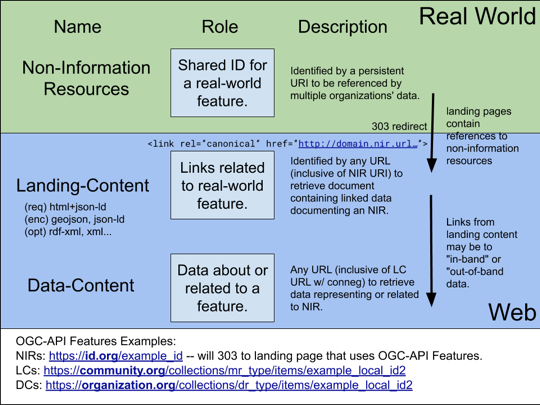 Name
Role
Description
Real World
Non-Information
Resources
Shared ID for
a real-world
feature.
Identified by a persistent
URI to be referenced by
multiple organizations' data.
303 redirect
landing pages
contain
references to
non-information
resources
<link rel="canonical" href="http://domain.nir.url…">
Landing-Content
(req) html+json-ld
(enc) geojson, json-ld
(opt) rdf-xml, xml...
Links related
to real-world
feature.
Identified by any URL
(inclusive of NIR URI) to
retrieve document
containing linked data
documenting an NIR.
Links from
landing content
may be to
"in-band" or
"out-of-band
data.
Data-Content
Data about or
related to a
feature.
Any URL (inclusive of LC
URL w/ conneg) to retrieve
data representing or related
to NIR.
Web
OGC-API Features Examples:
NIRs: https://id.org/example_id -- will 303 to landing page that uses OGC-API Features.
LCs: https://community.org/collections/mr_type/items/example_local_id2
DCs: https://organization.org/collections/dr_type/items/example_local_id2